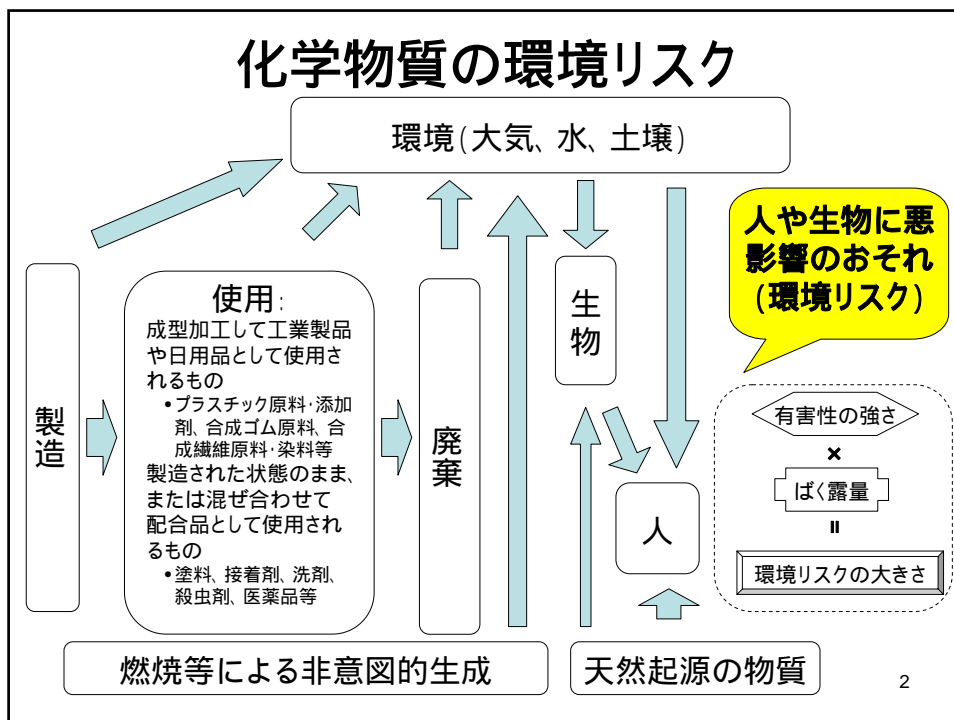 化学物質の環境リスク
環境(大気、水、土壌)
製造
使用:
成型加工して工業製品
や日用品として使用さ
れるもの
•プラスチック原料・添加
剤、合成ゴム原料、合
成繊維原料・染料等
製造された状態のまま、
または混ぜ合わせて
配合品として使用され
るもの
•塗料、接着剤、洗剤、
殺虫剤、医薬品等
廃棄
生物
人
人や生物に悪
影響のおそれ
(環境リスク)
有害性の強さ
×
ばく露量
=
環境リスクの大きさ
燃焼等による非意図的生成
天然起源の物質
2